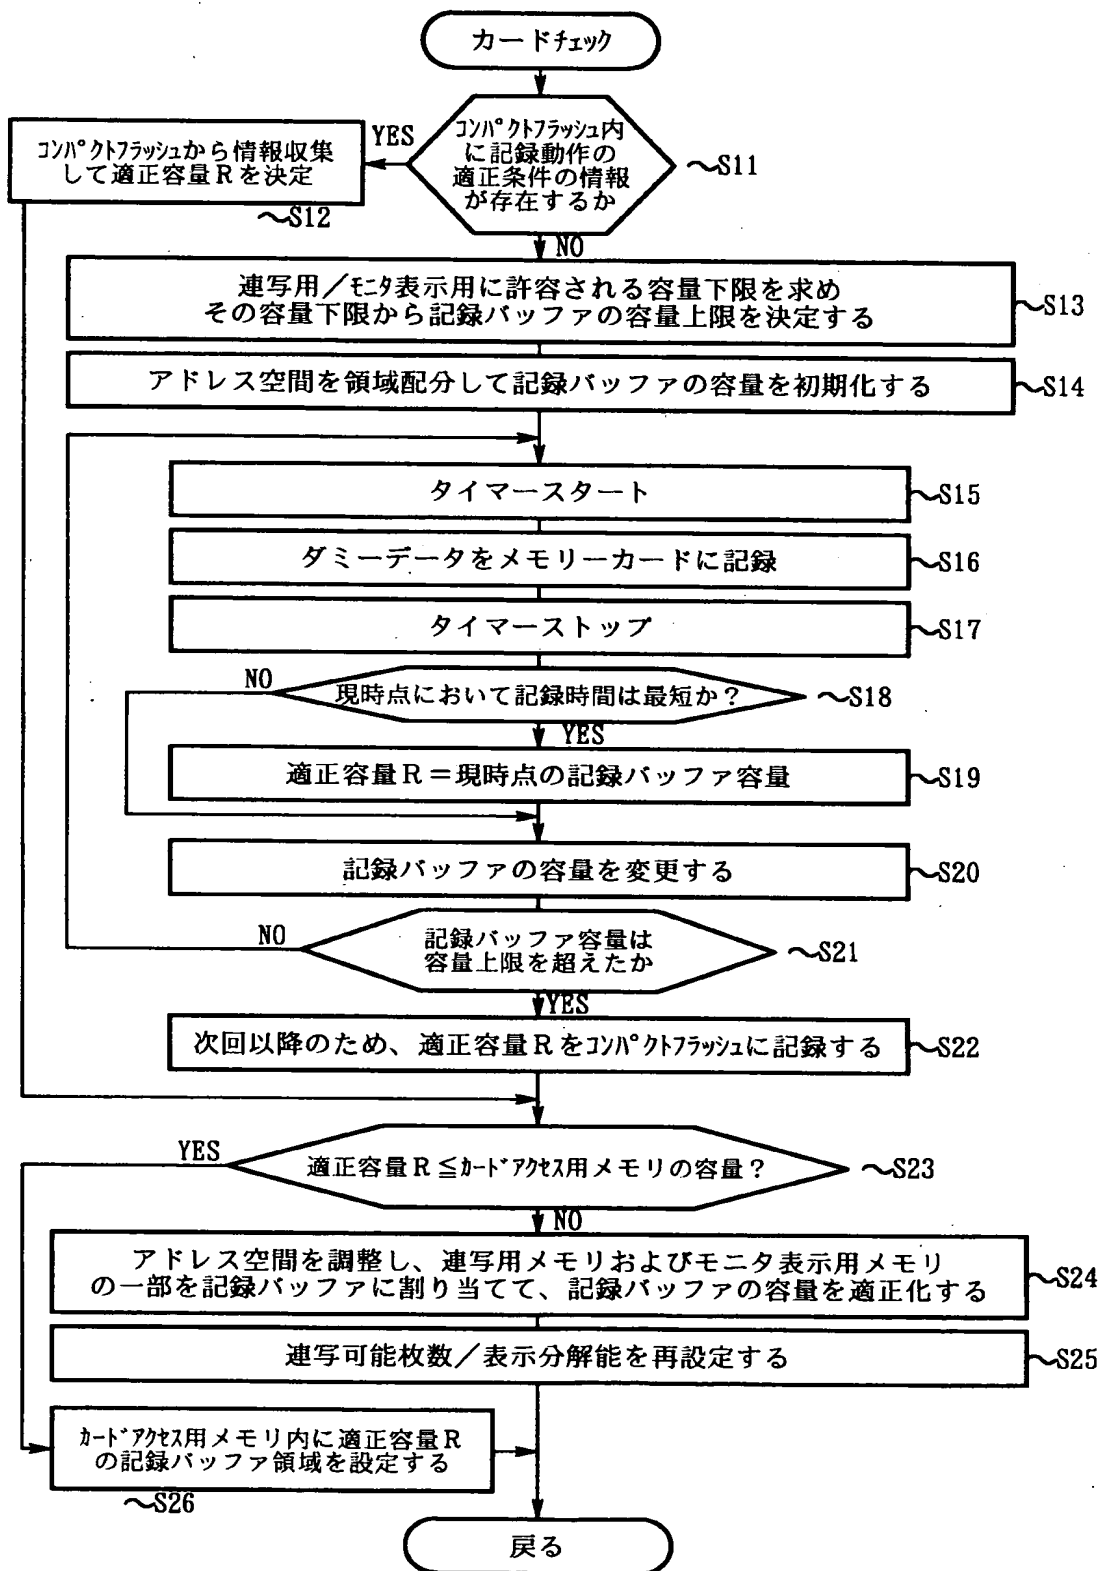 カードチェック
コンパクトフラッシュ内
に記録動作の
適正条件の情報
が存在するか
～S11
YES
コンパクトフラッシュから情報収集
して適正容量Rを決定
～S12
NO
連写用／モニタ表示用に許容される容量下限を求め
その容量下限から記録バッファの容量上限を決定する
～S13
アドレス空間を領域配分して記録バッファの容量を初期化する
～S14
タイマースタート
～S15
ダミーデータをメモリーカードに記録
～S16
タイマーストップ
～S17
NO
現時点において記録時間は最短か？
～S18
YES
適正容量R＝現時点の記録バッファ容量
～S19
記録バッファの容量を変更する
～S20
NO
記録バッファ容量は
容量上限を超えたか
～S21
YES
次回以降のため、適正容量Rをコンパクトフラッシュに記録する
～S22
YES
適正容量R≦カードアクセス用メモリの容量？
～S23
NO
アドレス空間を調整し、連写用メモリおよびモニタ表示用メモリ
の一部を記録バッファに割り当てて、記録バッファの容量を適正化する
～S24
連写可能枚数／表示分解能を再設定する
～S25
カードアクセス用メモリ内に適正容量R
の記録バッファ領域を設定する
～S26
戻る